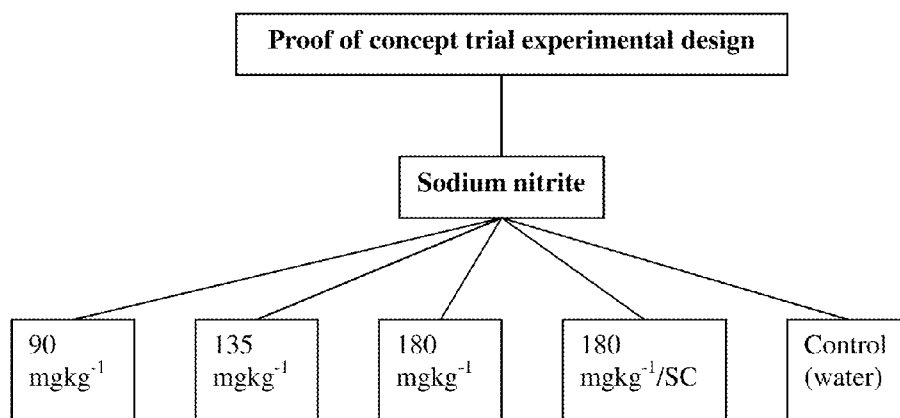 Proof of concept trial experimental design
Sodium nitrite
90
mgkg⁻¹
135
mgkg⁻¹
180
mgkg⁻¹
180
mgkg⁻¹/SC
Control
(water)